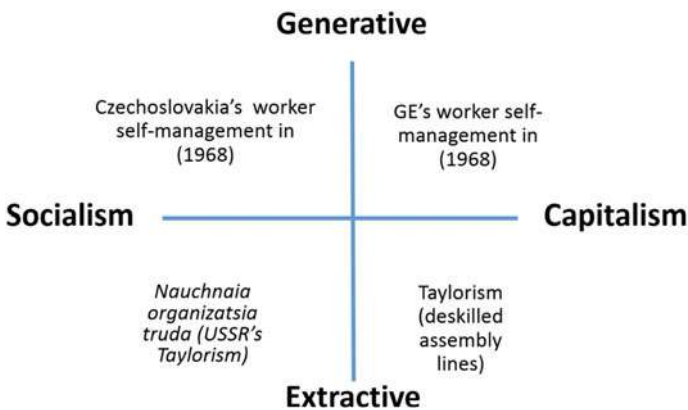 Generative
Czechoslovakia's worker
self-management in
(1968)
GE's worker self-
management in
(1968)
Socialism
Capitalism
Nauchnaia
organizatsia
truda (USSR's
Taylorism)
Taylorism
(deskilled
assembly
lines)
Extractive